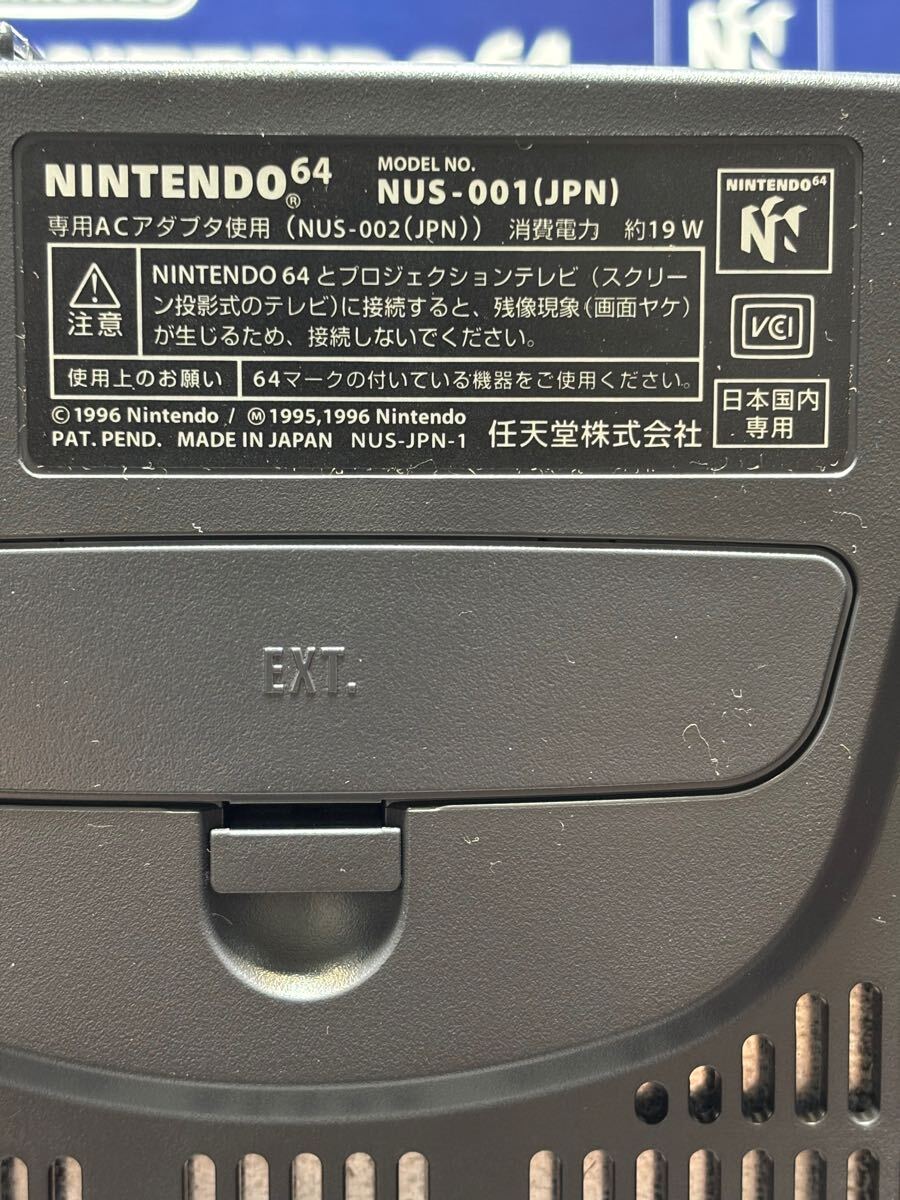 NINTENDO 64
NINTENDO64® MODEL NO.
NUS-001(JPN)
専用ACアダプタ使用 (NUS-002(JPN)) 消費電力 約19W
注意
NINTENDO 64 とプロジェクションテレビ(スクリー
ン投影式のテレビ)に接続すると、残像現象(画面ヤケ)
が生じるため、接続しないでください。
使用上のお願い 64マークの付いている機器をご使用ください。
© 1996 Nintendo / Ⓜ 1995,1996 Nintendo
PAT. PEND. MADE IN JAPAN NUS-JPN-1 任天堂株式会社
NINTENDO64
VCI
日本国内
専用
EXT.